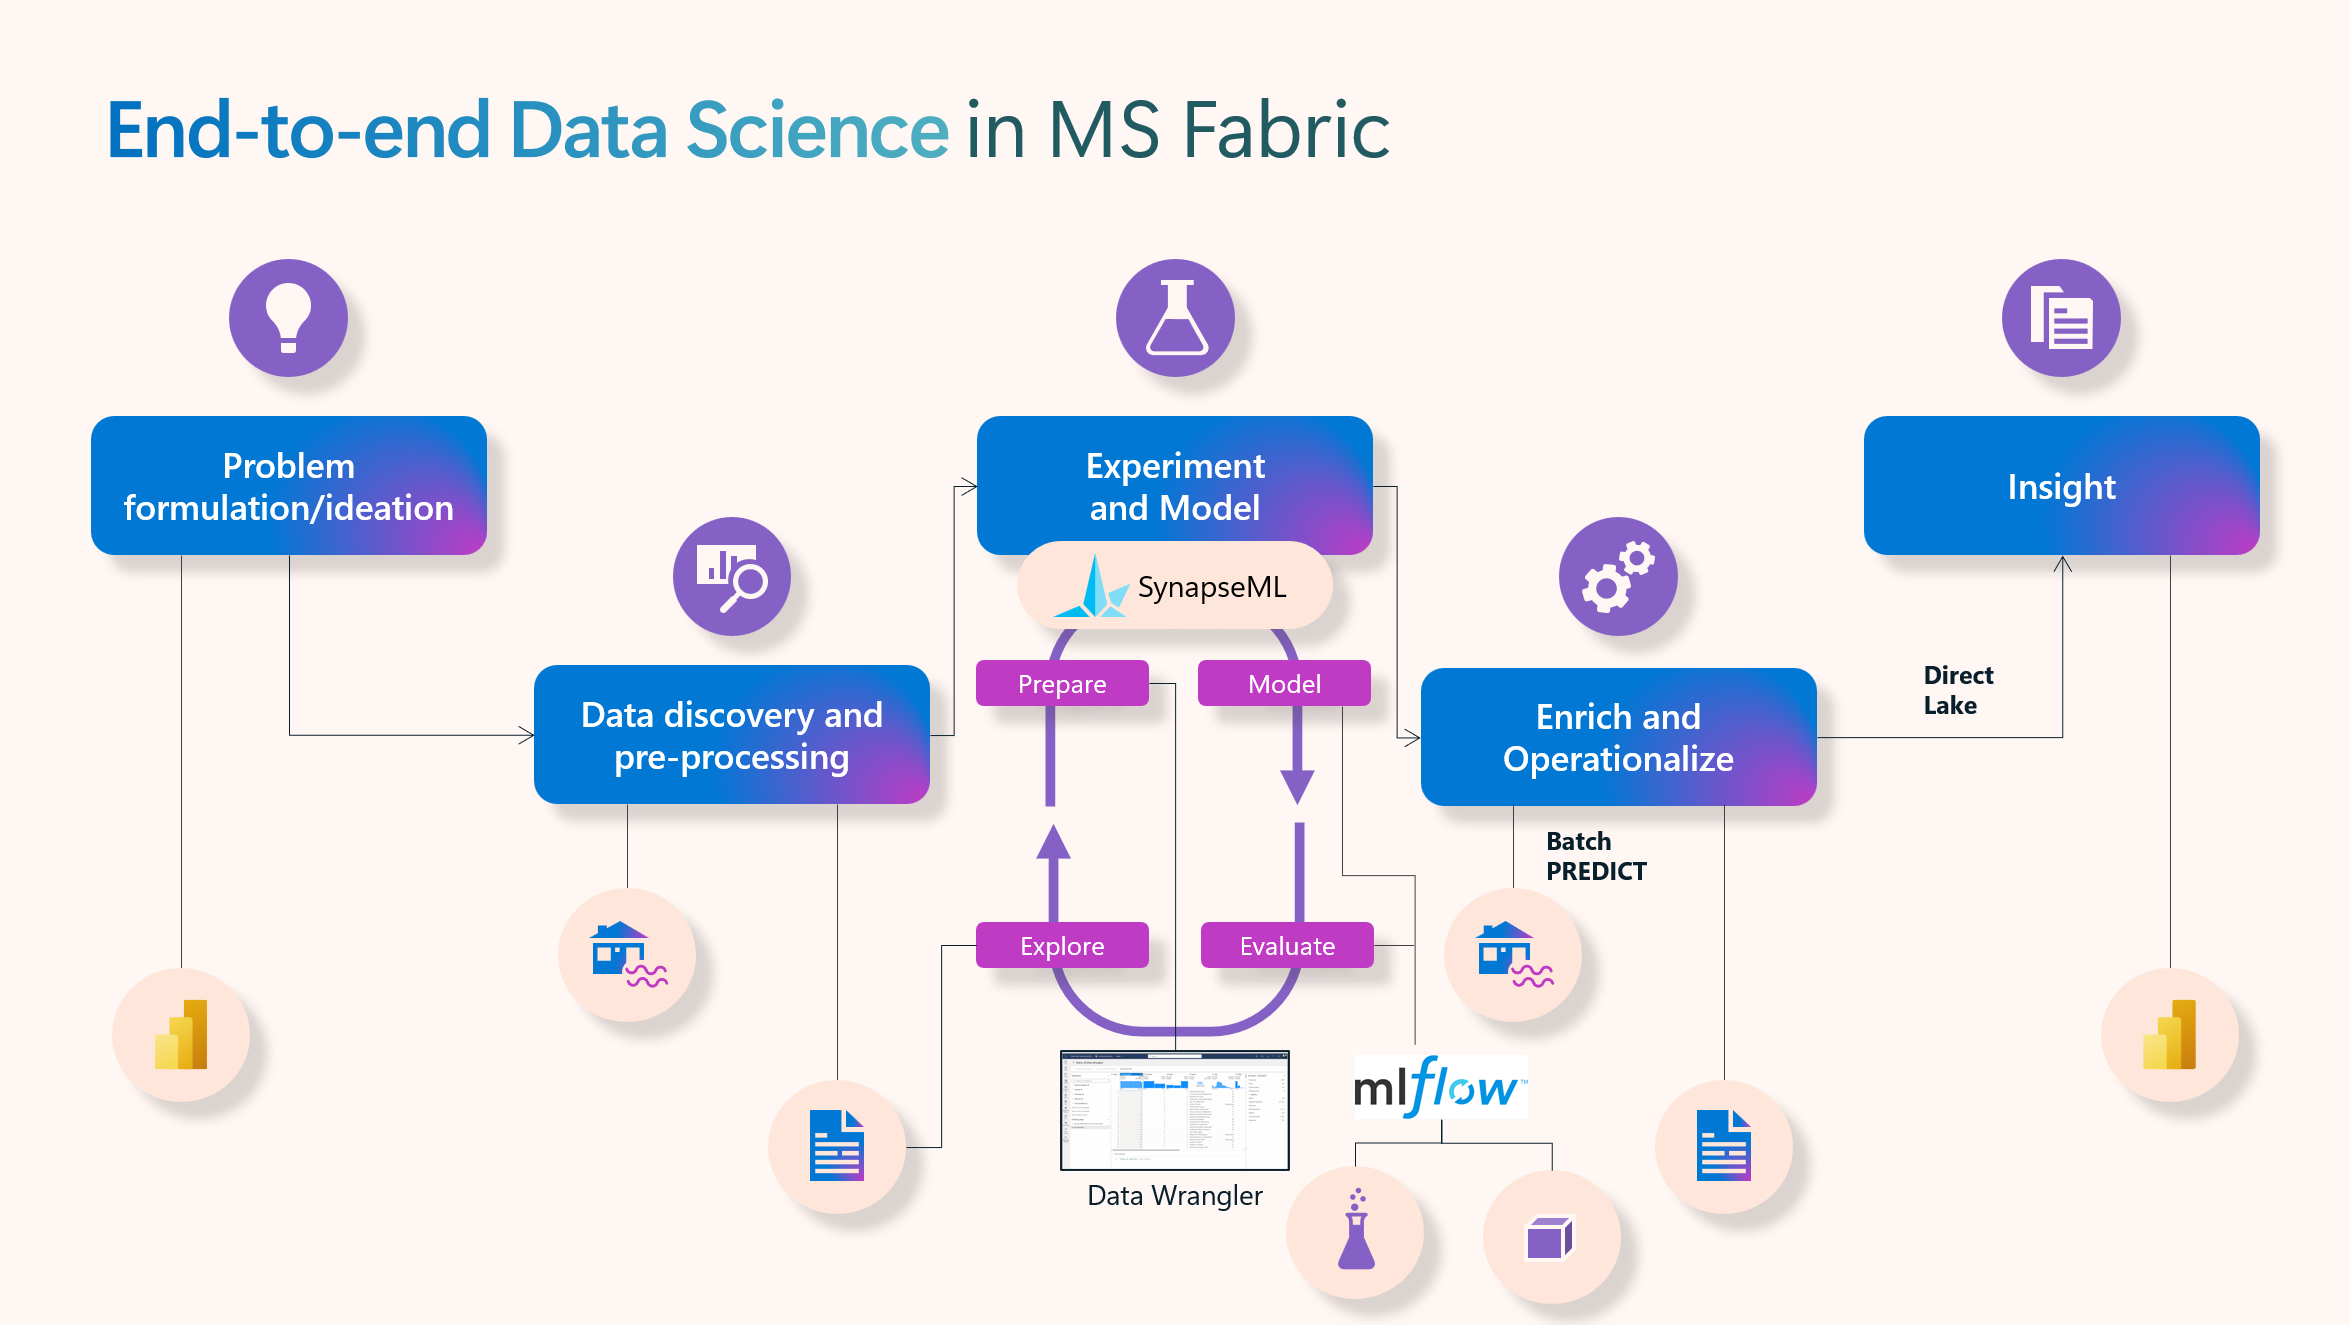 End-to-end Data Science in MS Fabric
Problem
formulation/ideation
Data discovery and
pre-processing
Experiment
and Model
SynapseML
Prepare
Model
Explore
Evaluate
Data Wrangler
mlflow™
Enrich and
Operationalize
Batch
PREDICT
Direct
Lake
Insight